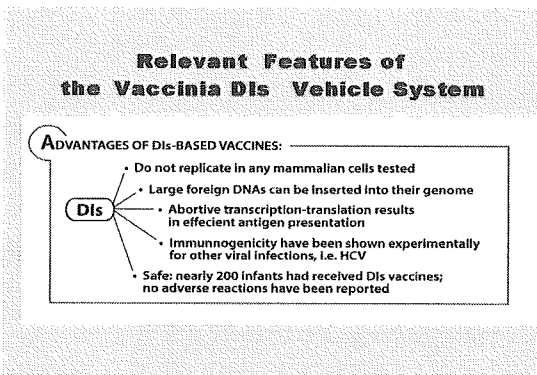 Relevant Features of
the Vaccinia DIs Vehicle System
ADVANTAGES OF DIs-BASED VACCINES:
• Do not replicate in any mammalian cells tested
• Large foreign DNAs can be inserted into their genome
DIs
• Abortive transcription-translation results
in effecient antigen presentation
• Immunnogenicity have been shown experimentally
for other viral infections, i.e. HCV
• Safe: nearly 200 infants had received DIs vaccines;
no adverse reactions have been reported